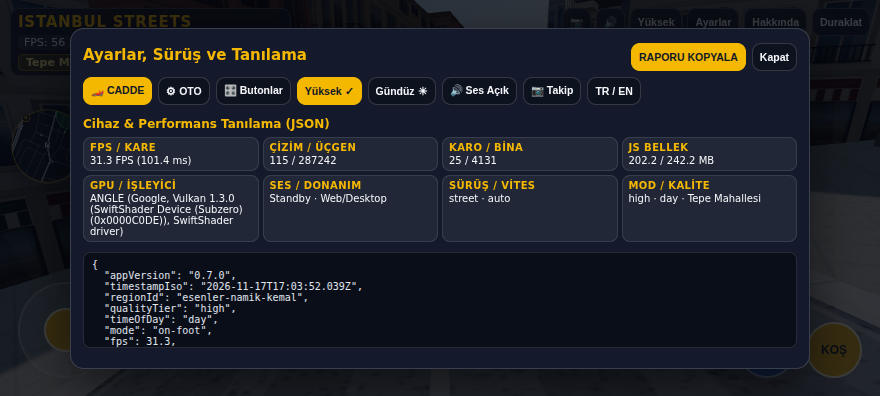 ISTANBUL STREETS
FPS: 56
Tepe M
Yüksek
Ayarlar
Hakkında
Duraklat
Ayarlar, Sürüş ve Tanılama
RAPORU KOPYALA
Kapat
🏎️ CADDE
⚙ OTO
🎛️ Butonlar
Yüksek ✓
Gündüz ☀
🔊 Ses Açık
📷 Takip
TR / EN
Cihaz & Performans Tanılama (JSON)
FPS / KARE
31.3 FPS (101.4 ms)
ÇİZİM / ÜÇGEN
115 / 287242
KARO / BİNA
25 / 4131
JS BELLEK
202.2 / 242.2 MB
GPU / İŞLEYİCİ
ANGLE (Google, Vulkan 1.3.0
(SwiftShader Device (Subzero)
(0x0000C0DE)), SwiftShader
driver)
SES / DONANIM
Standby · Web/Desktop
SÜRÜŞ / VİTES
street · auto
MOD / KALİTE
high · day · Tepe Mahallesi
{
"appVersion": "0.7.0",
"timestampIso": "2026-11-17T17:03:52.039Z",
"regionId": "esenler-namik-kemal",
"qualityTier": "high",
"timeOfDay": "day",
"mode": "on-foot",
"fps": 31.3,
KOŞ